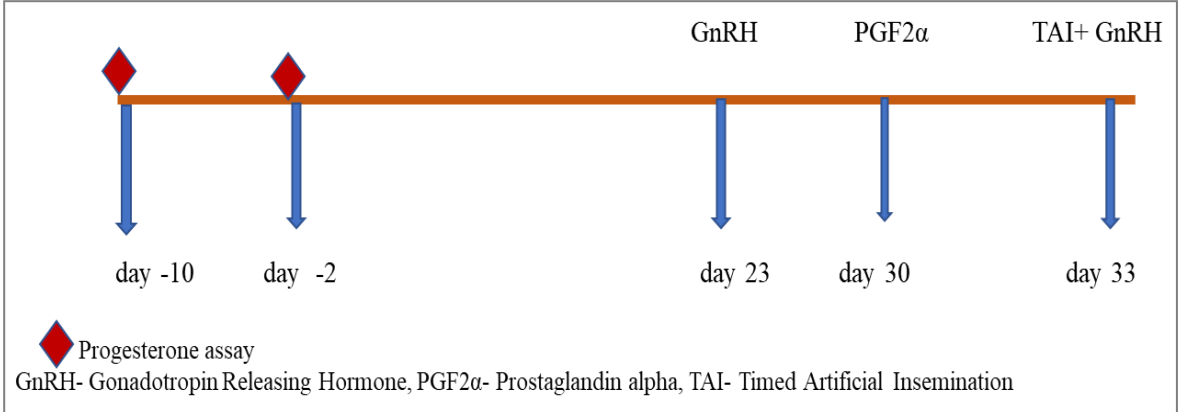 GnRH PGF2α TAI+ GnRH
day -10 day -2 day 23 day 30 day 33
Progesterone assay
GnRH- Gonadotropin Releasing Hormone, PGF2α- Prostaglandin alpha, TAI- Timed Artificial Insemination